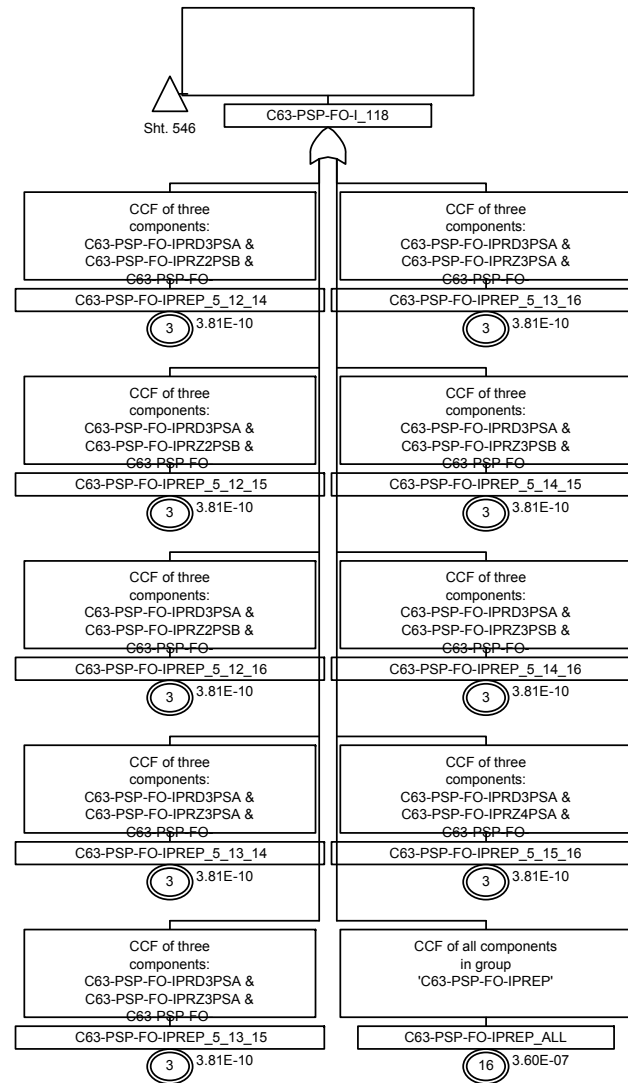 C63-PSP-FO-I_118
Sht. 546
CCF of three
components:
C63-PSP-FO-IPRD3PSA &
C63-PSP-FO-IPRZ2PSB &
C63-PSP-FO-
C63-PSP-FO-IPREP_5_12_14
3
3.81E-10
CCF of three
components:
C63-PSP-FO-IPRD3PSA &
C63-PSP-FO-IPRZ3PSA &
C63-PSP-FO-
C63-PSP-FO-IPREP_5_13_16
3
3.81E-10
CCF of three
components:
C63-PSP-FO-IPRD3PSA &
C63-PSP-FO-IPRZ2PSB &
C63-PSP-FO-
C63-PSP-FO-IPREP_5_12_15
3
3.81E-10
CCF of three
components:
C63-PSP-FO-IPRD3PSA &
C63-PSP-FO-IPRZ3PSB &
C63-PSP-FO-
C63-PSP-FO-IPREP_5_14_15
3
3.81E-10
CCF of three
components:
C63-PSP-FO-IPRD3PSA &
C63-PSP-FO-IPRZ2PSB &
C63-PSP-FO-
C63-PSP-FO-IPREP_5_12_16
3
3.81E-10
CCF of three
components:
C63-PSP-FO-IPRD3PSA &
C63-PSP-FO-IPRZ3PSB &
C63-PSP-FO-
C63-PSP-FO-IPREP_5_14_16
3
3.81E-10
CCF of three
components:
C63-PSP-FO-IPRD3PSA &
C63-PSP-FO-IPRZ3PSA &
C63-PSP-FO-
C63-PSP-FO-IPREP_5_13_14
3
3.81E-10
CCF of three
components:
C63-PSP-FO-IPRD3PSA &
C63-PSP-FO-IPRZ4PSA &
C63-PSP-FO-
C63-PSP-FO-IPREP_5_15_16
3
3.81E-10
CCF of three
components:
C63-PSP-FO-IPRD3PSA &
C63-PSP-FO-IPRZ3PSA &
C63-PSP-FO-
C63-PSP-FO-IPREP_5_13_15
3
3.81E-10
CCF of all components
in group
'C63-PSP-FO-IPREP'
C63-PSP-FO-IPREP_ALL
16
3.60E-07